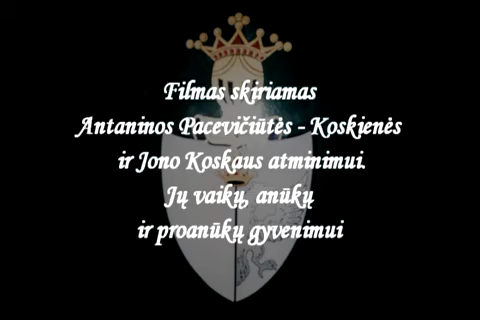 Filmas skiriamas
Antaninos Pacevičiūtės - Koskienės
ir Jono Koskaus atminimui.
Jų vaikų, anūkų
ir proanūkų gyvenimui